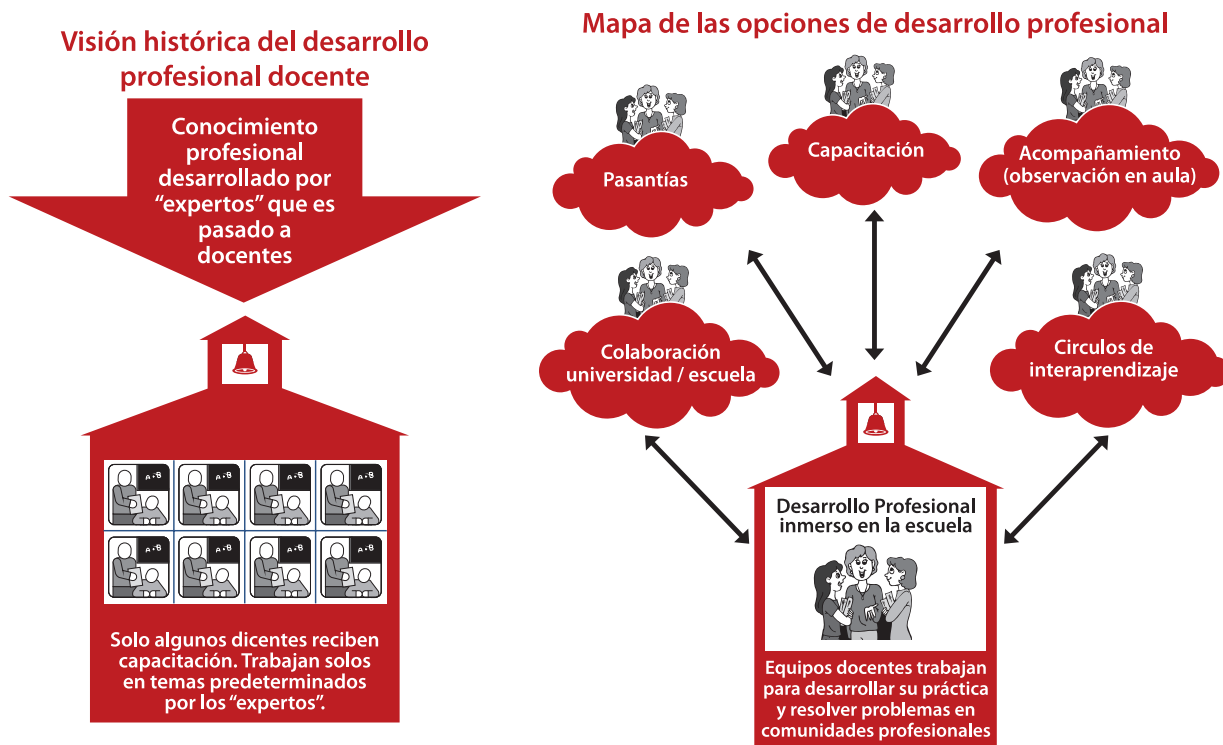 Visión histórica del desarrollo
profesional docente
Conocimiento
profesional
desarrollado por
“expertos” que es
pasado a
docentes
A+B
A+B
A+B
A+B
A+B
A+B
A+B
A+B
Solo algunos dicentes reciben
capacitación. Trabajan solos
en temas predeterminados
por los “expertos”.
Mapa de las opciones de desarrollo profesional
Pasantías
Capacitación
Acompañamiento
(observación en aula)
Colaboración
universidad / escuela
Circulos de
interaprendizaje
Desarrollo Profesional
inmerso en la escuela
Equipos docentes trabajan
para desarrollar su práctica
y resolver problemas en
comunidades profesionales